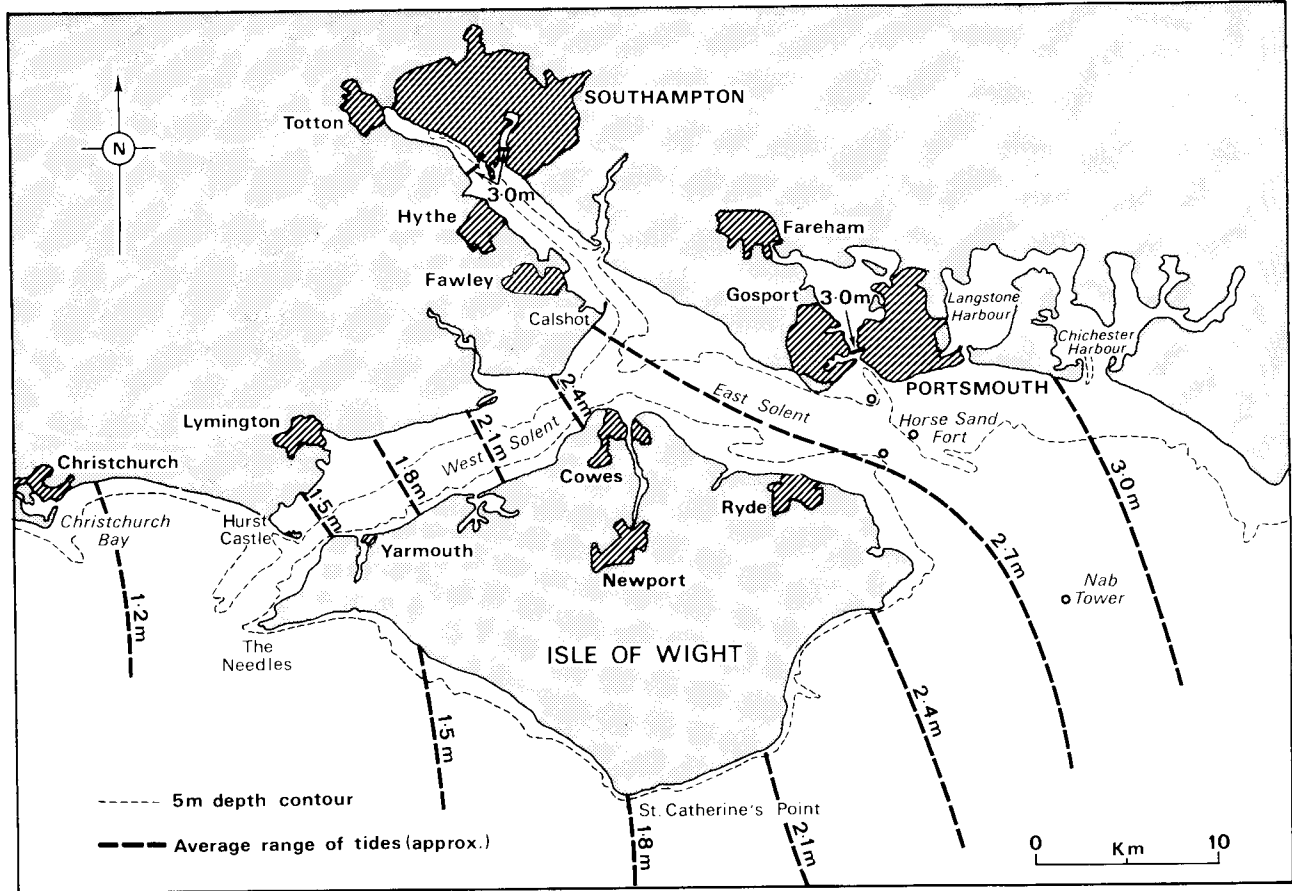 SOUTHAMPTON
Totton
N
3·0m
Hythe
Fareham
Fawley
Gosport
3·0m
Langstone
Harbour
Calshot
Chichester
Harbour
PORTSMOUTH
East Solent
2·4m
Lymington
2·1m
West Solent
Horse Sand
Fort
1·8m
Christchurch
Cowes
3·0m
1·5m
Ryde
Christchurch
Bay
Hurst
Castle
Yarmouth
2·7m
Newport
Nab
Tower
1·2m
The
Needles
ISLE OF WIGHT
2·4m
1·5m
5m depth contour
St. Catherine's Point
Average range of tides (approx.)
1·8m
2·1m
0 Km 10